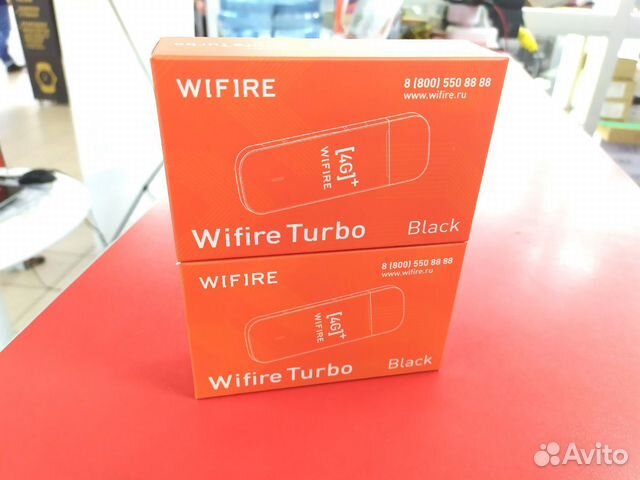 WIFIRE
8 (800) 550 88 88
www.wifire.ru
[4G]+
WIFIRE
Wifire Turbo
Black
WIFIRE
8 (800) 550 88 88
www.wifire.ru
[4G]+
WIFIRE
Wifire Turbo
Black
Avito